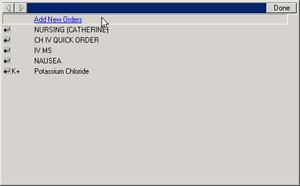 Done
Add New Orders
NURSING (CATHERINE)
CH IV QUICK ORDER
IV MS
NAUSEA
K+ Potassium Chloride